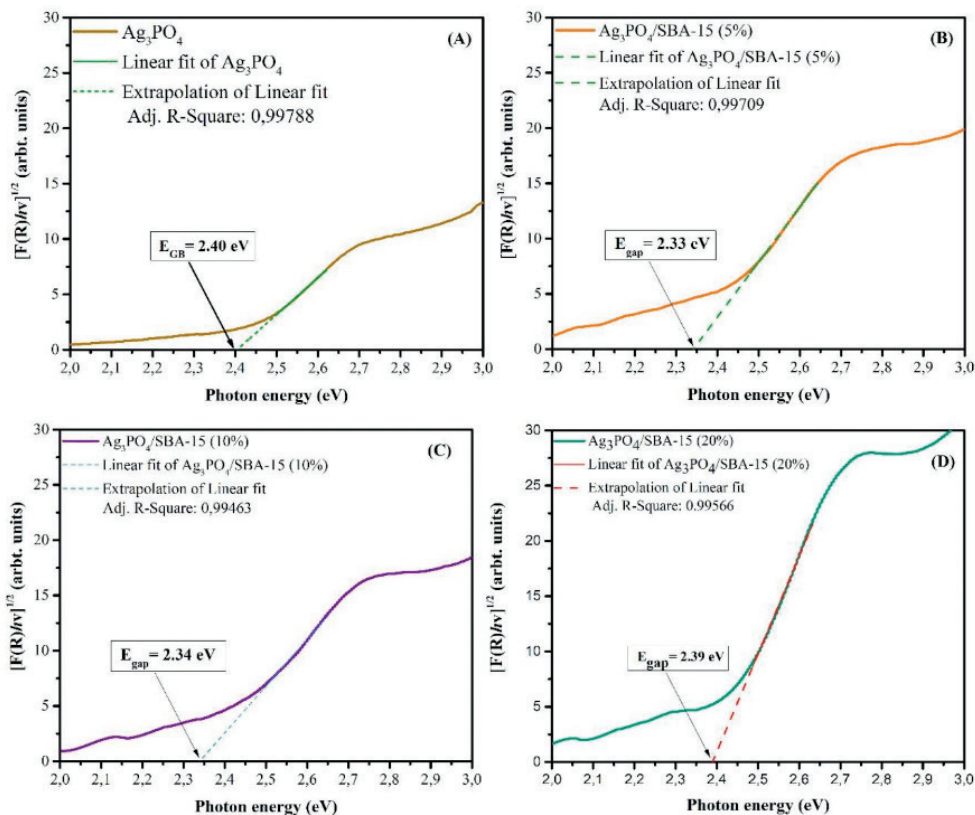 (A)
Ag₃PO₄
Linear fit of Ag₃PO₄
Extrapolation of Linear fit
Adj. R-Square: 0,99788
E_GB = 2.40 eV
[F(R)hν]^1/2 (arbt. units)
30
25
20
15
10
5
0
2,0 2,1 2,2 2,3 2,4 2,5 2,6 2,7 2,8 2,9 3,0
Photon energy (eV)
(B)
Ag₃PO₄/SBA-15 (5%)
Linear fit of Ag₃PO₄/SBA-15 (5%)
Extrapolation of Linear fit
Adj. R-Square: 0,99709
E_gap = 2.33 cV
[F(R)hν]^1/2 (arbt. units)
30
25
20
15
10
5
0
2,0 2,1 2,2 2,3 2,4 2,5 2,6 2,7 2,8 2,9 3,0
Photon energy (eV)
(C)
Ag₃PO₄/SBA-15 (10%)
Linear fit of Ag₃PO₄/SBA-15 (10%)
Extrapolation of Linear fit
Adj. R-Square: 0,99463
E_gap = 2.34 eV
[F(R)hν]^1/2 (arbt. units)
30
25
20
15
10
5
0
2,0 2,1 2,2 2,3 2,4 2,5 2,6 2,7 2,8 2,9 3,0
Photon energy (eV)
(D)
Ag₃PO₄/SBA-15 (20%)
Linear fit of Ag₃PO₄/SBA-15 (20%)
Extrapolation of Linear fit
Adj. R-Square: 0.99566
E_gap = 2.39 eV
[F(R)hν]^1/2 (arbt. units)
30
25
20
15
10
5
0
2,0 2,1 2,2 2,3 2,4 2,5 2,6 2,7 2,8 2,9 3,0
Photon energy (eV)